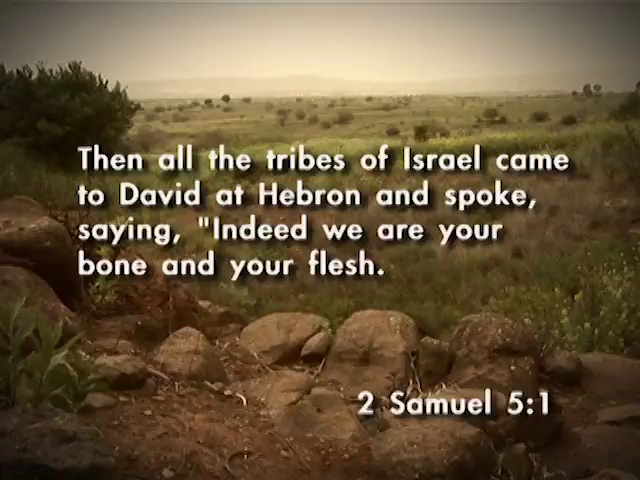 Then all the tribes of Israel came
to David at Hebron and spoke,
saying, "Indeed we are your
bone and your flesh.
2 Samuel 5:1